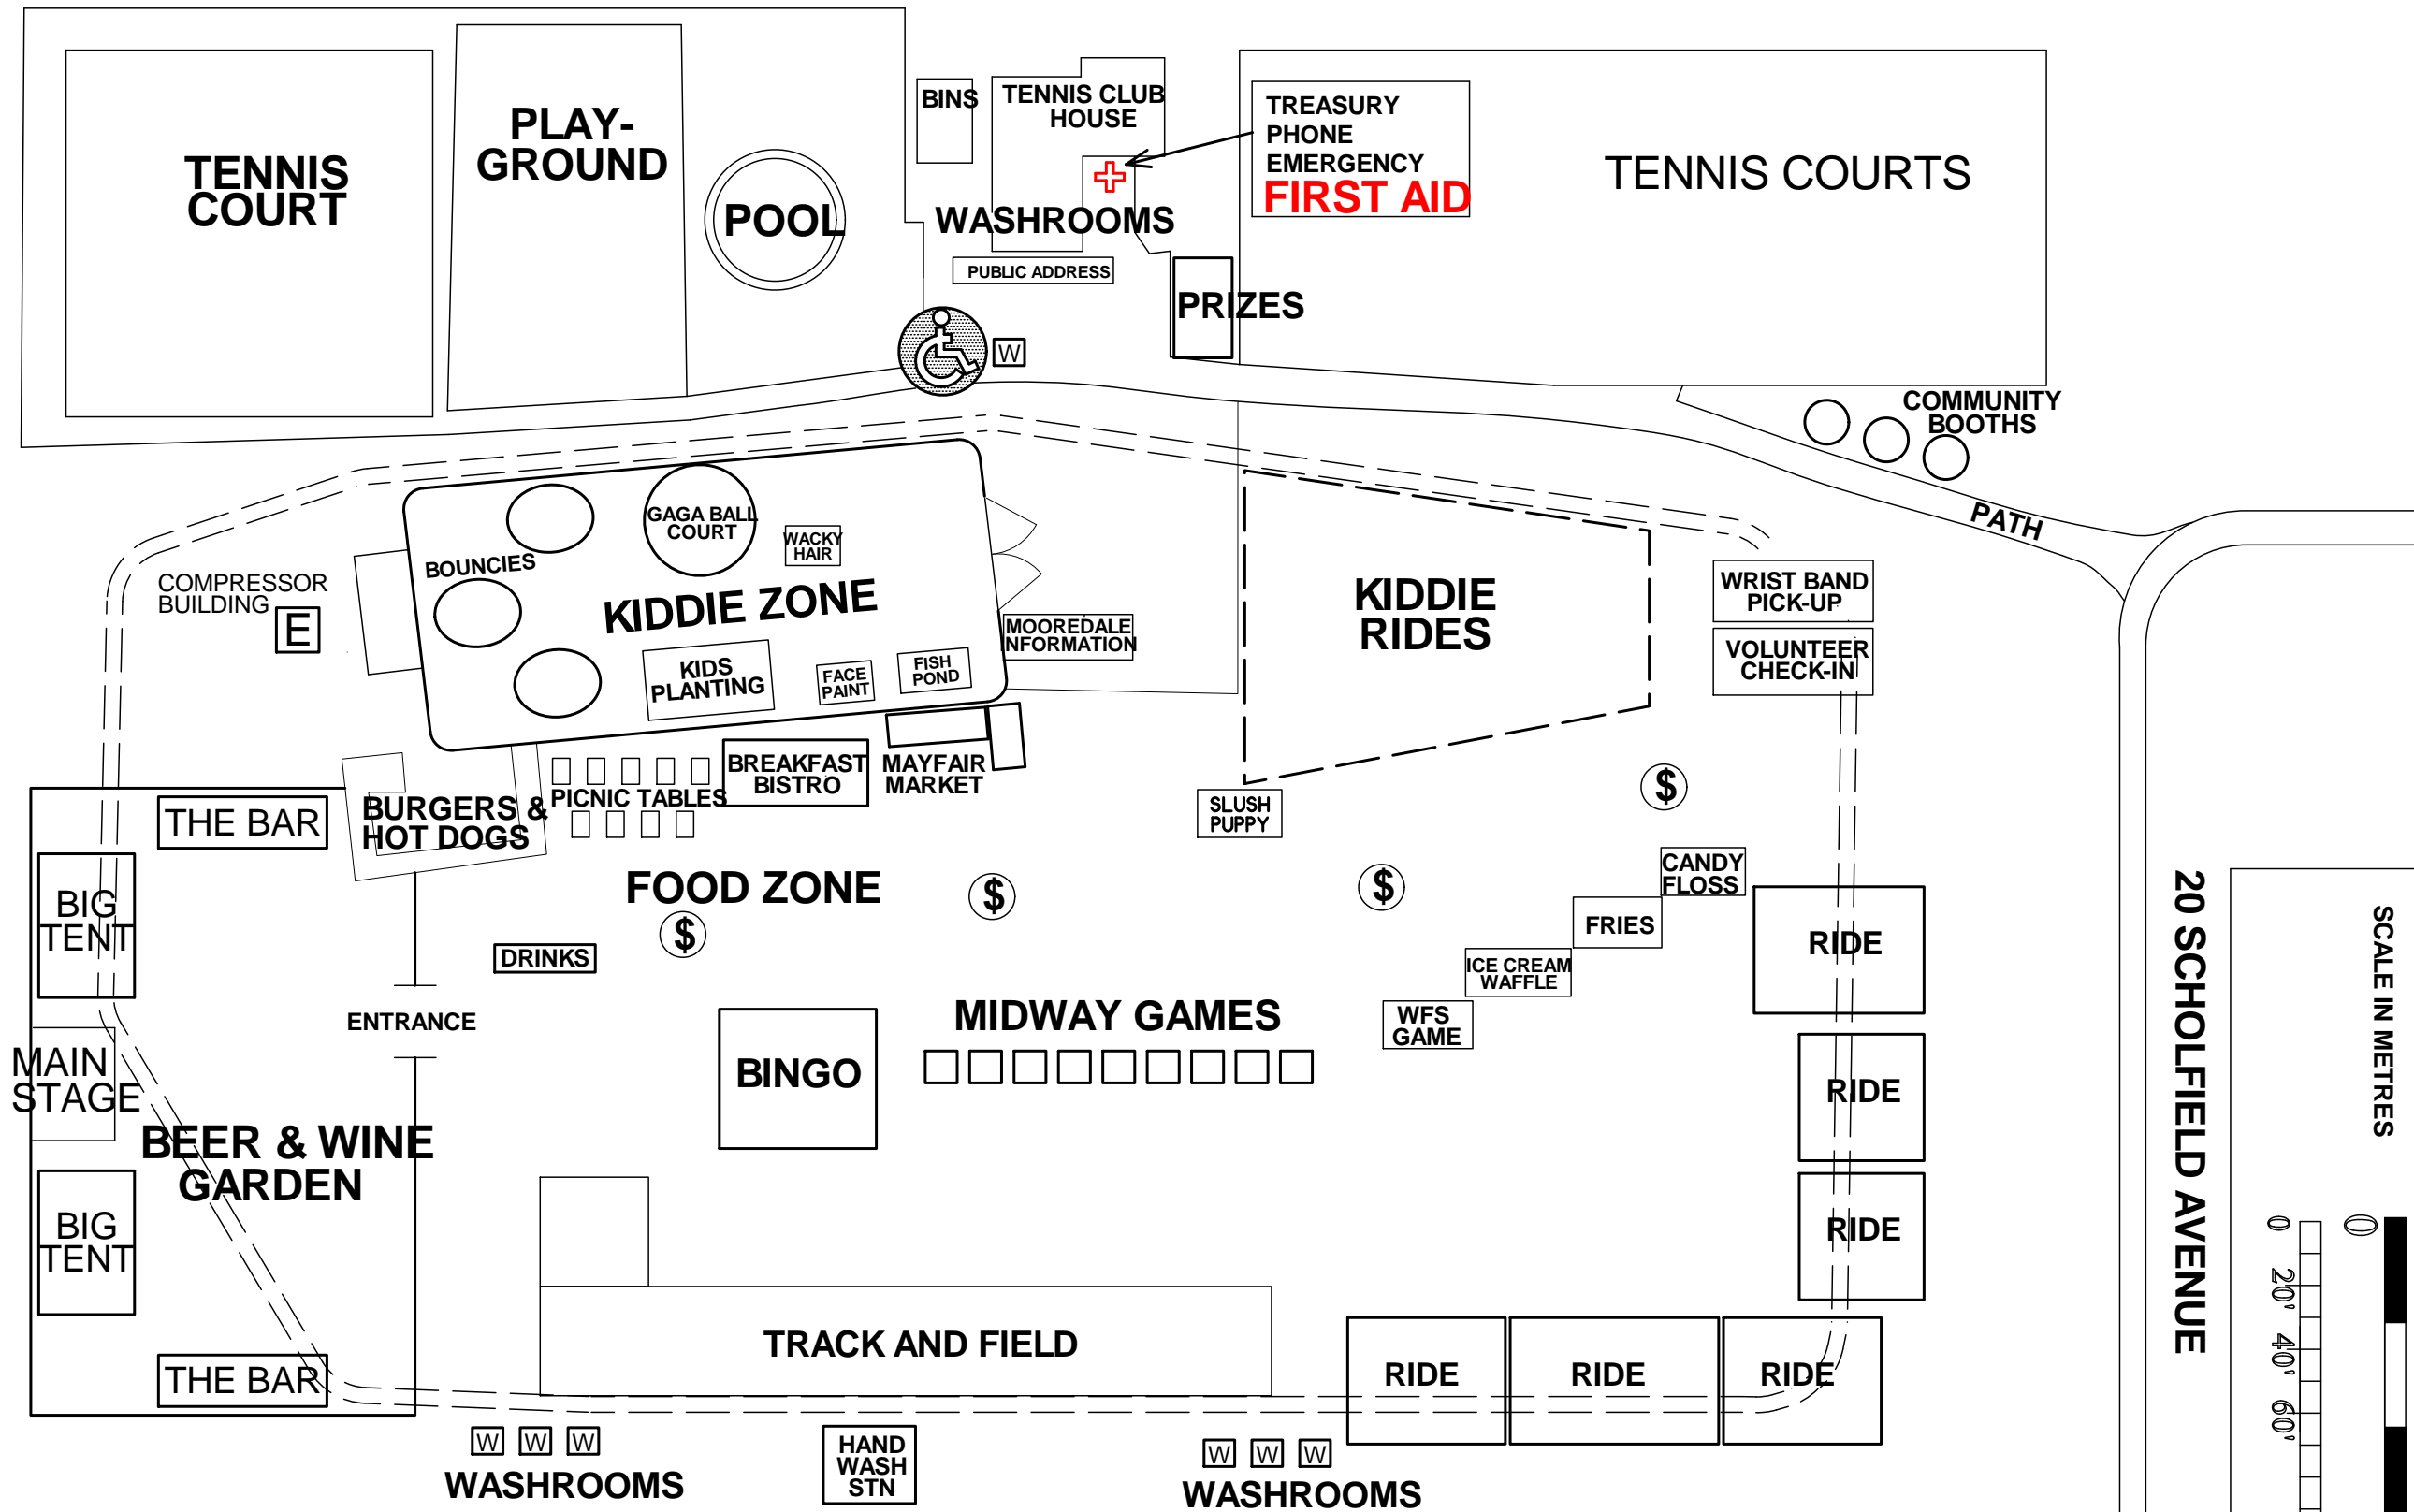 TENNIS
COURT
PLAY-
GROUND
POOL
BINS
TENNIS CLUB
HOUSE
WASHROOMS
PUBLIC ADDRESS
TREASURY
PHONE
EMERGENCY
FIRST AID
TENNIS COURTS
PRIZES
W
COMMUNITY
BOOTHS
PATH
COMPRESSOR
BUILDING
E
BOUNCIES
GAGA BALL
COURT
WACKY
HAIR
KIDDIE ZONE
KIDS
PLANTING
FACE
PAINT
FISH
POND
MOOREDALE
INFORMATION
KIDDIE
RIDES
WRIST BAND
PICK-UP
VOLUNTEER
CHECK-IN
THE BAR
BURGERS &
HOT DOGS
PICNIC TABLES
BREAKFAST
BISTRO
MAYFAIR
MARKET
SLUSH
PUPPY
$
$
$
$
FOOD ZONE
DRINKS
CANDY
FLOSS
FRIES
ICE CREAM
WAFFLE
WFS
GAME
BIG
TENT
ENTRANCE
MAIN
STAGE
BEER & WINE
GARDEN
BIG
TENT
THE BAR
BINGO
MIDWAY GAMES
RIDE
RIDE
RIDE
RIDE
RIDE
RIDE
TRACK AND FIELD
W W W
WASHROOMS
HAND
WASH
STN
W W W
WASHROOMS
20 SCHOLFIELD AVENUE
SCALE IN METRES
0
0 20' 40' 60'